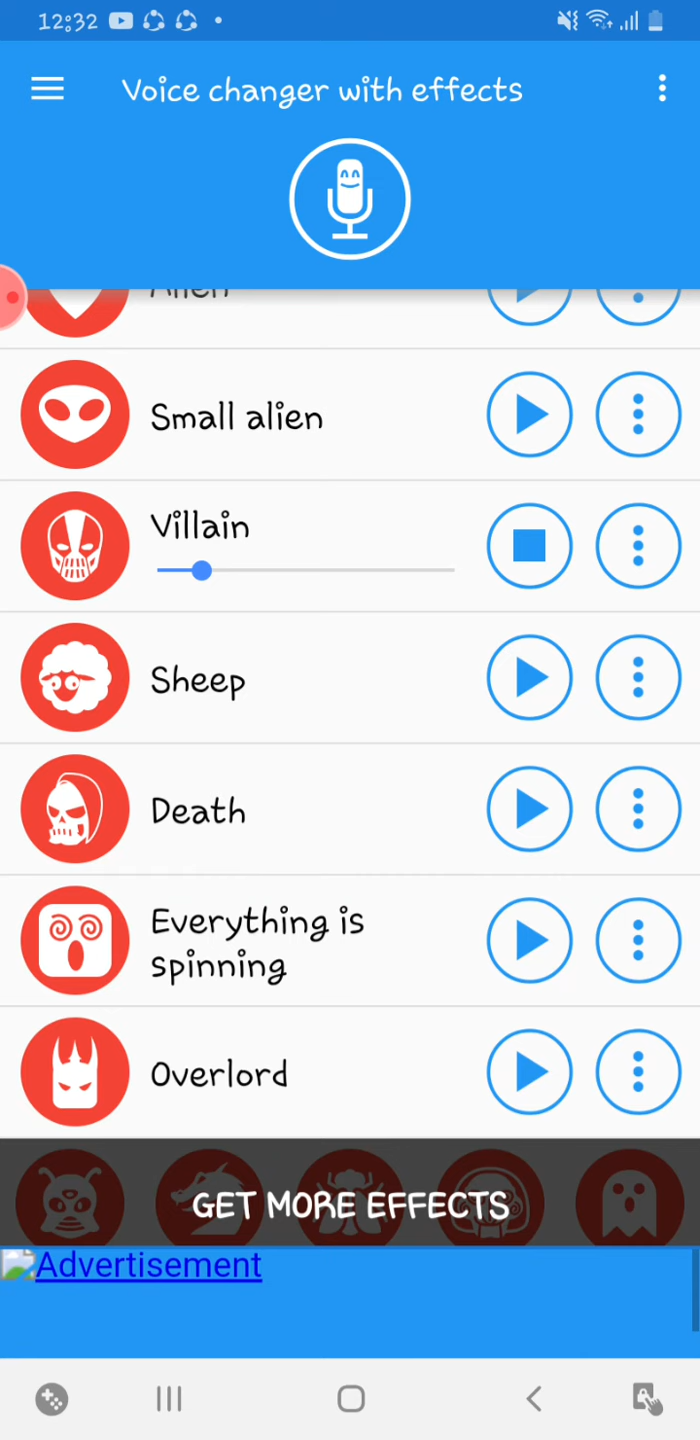 12:32
Voice changer with effects
Alien
Small alien
Villain
Sheep
Death
Everything is
spinning
Overlord
GET MORE EFFECTS
Advertisement